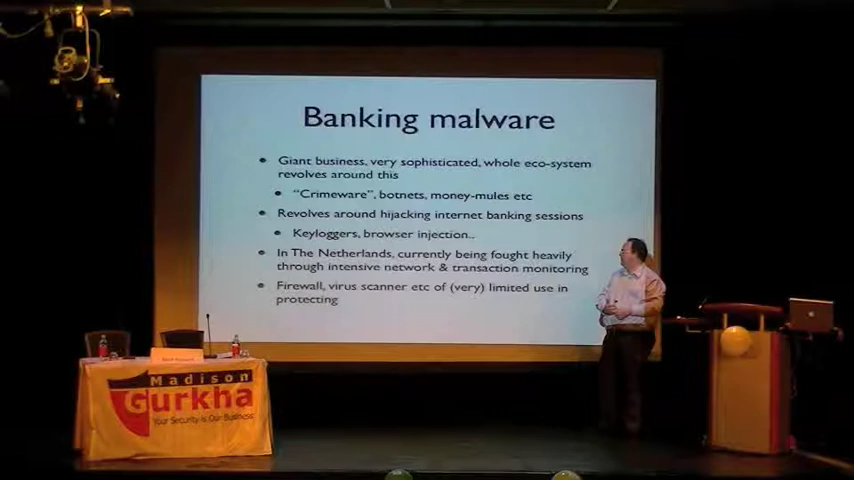 Banking malware
• Giant business, very sophisticated, whole eco-system
revolves around this
• “Crimeware”, botnets, money-mules etc
• Revolves around hijacking internet banking sessions
• Keyloggers, browser injection..
• In The Netherlands, currently being fought heavily
through intensive network & transaction monitoring
• Firewall, virus scanner etc of (very) limited use in
protecting
Madison
Gurkha
Your Security is Our Business